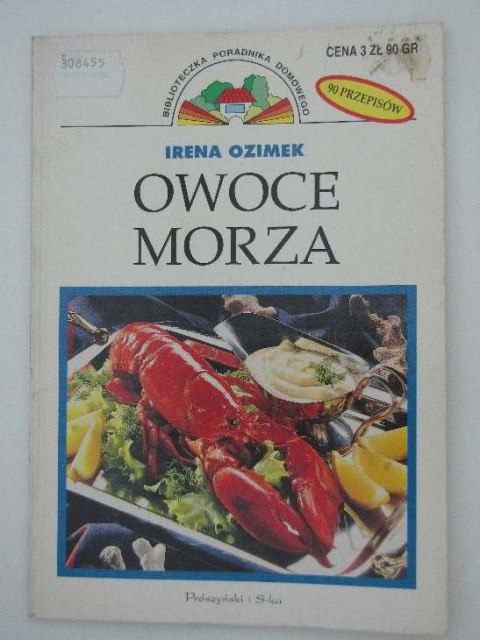 308455
BIBLIOTECZKA PORADNIKA DOMOWEGO
CENA 3 ZŁ 90 GR
90 PRZEPISÓW
IRENA OZIMEK
OWOCE
MORZA
Prószyński i S-ka